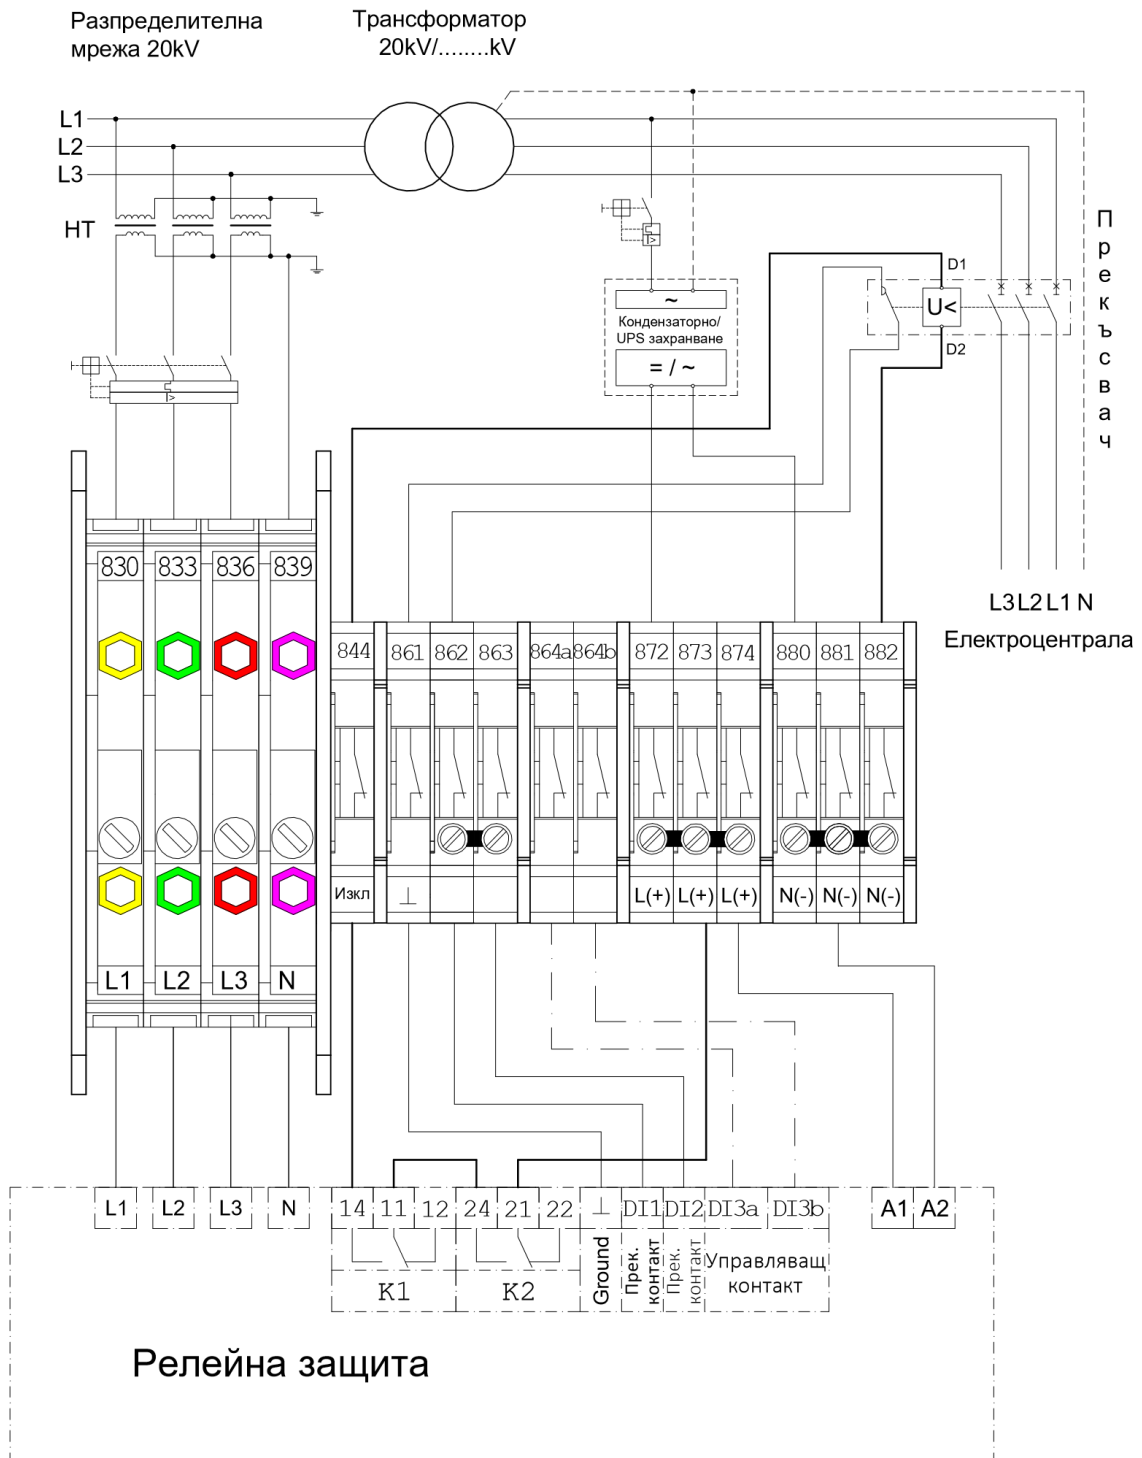 Разпределителна
мрежа 20kV
Трансформатор
20kV/........kV
L1
L2
L3
НТ
I>
I>
~
Кондензаторно/
UPS захранване
= / ~
D1
U<
D2
Прекъсвач
L3 L2 L1 N
Електроцентрала
830 833 836 839
844 861 862 863 864a 864b 872 873 874 880 881 882
Изкл ⊥ L(+) L(+) L(+) N(-) N(-) N(-)
L1 L2 L3 N
L1 L2 L3 N 14 11 12 24 21 22 ⊥ DI1 DI2 DI3a DI3b A1 A2
K1 K2
Ground
Прек.
контакт
Прек.
контакт
Управляващ
контакт
Релейна защита